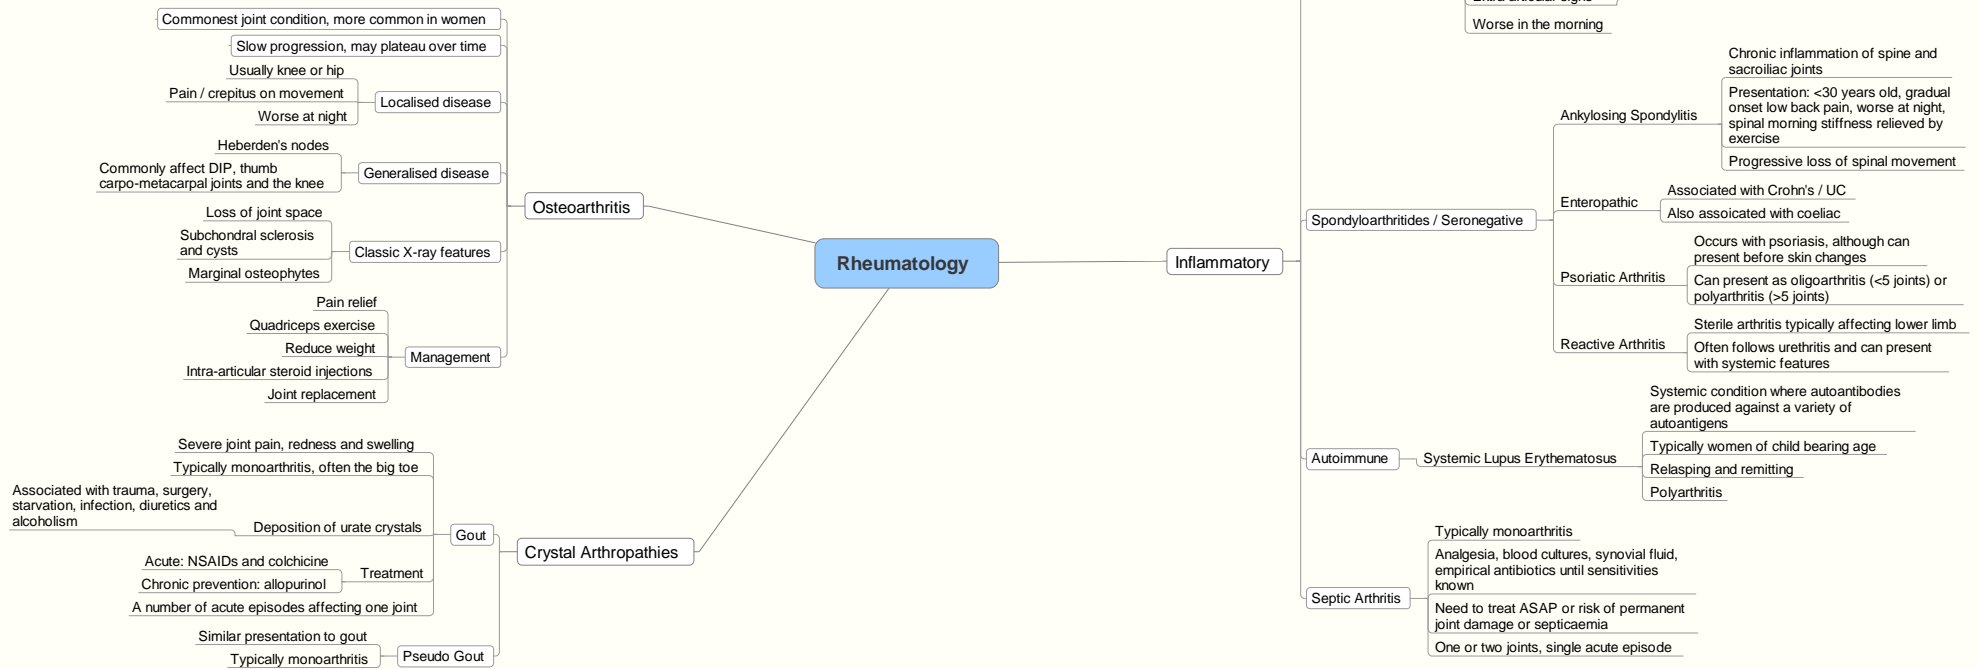 Commonest joint condition, more common in women
Slow progression, may plateau over time
Usually knee or hip
Pain / crepitus on movement
Worse at night
Localised disease
Heberden's nodes
Commonly affect DIP, thumb
carpo-metacarpal joints and the knee
Generalised disease
Loss of joint space
Subchondral sclerosis
and cysts
Marginal osteophytes
Classic X-ray features
Pain relief
Quadriceps exercise
Reduce weight
Intra-articular steroid injections
Joint replacement
Management
Osteoarthritis
Severe joint pain, redness and swelling
Typically monoarthritis, often the big toe
Associated with trauma, surgery,
starvation, infection, diuretics and
alcoholism
Deposition of urate crystals
Acute: NSAIDs and colchicine
Chronic prevention: allopurinol
Treatment
A number of acute episodes affecting one joint
Gout
Similar presentation to gout
Typically monoarthritis
Pseudo Gout
Crystal Arthropathies
Rheumatology
Inflammatory
Worse in the morning
Spondyloarthritides / Seronegative
Ankylosing Spondylitis
Chronic inflammation of spine and
sacroiliac joints
Presentation: <30 years old, gradual
onset low back pain, worse at night,
spinal morning stiffness relieved by
exercise
Progressive loss of spinal movement
Enteropathic
Associated with Crohn's / UC
Also assoicated with coeliac
Psoriatic Arthritis
Occurs with psoriasis, although can
present before skin changes
Can present as oligoarthritis (<5 joints) or
polyarthritis (>5 joints)
Reactive Arthritis
Sterile arthritis typically affecting lower limb
Often follows urethritis and can present
with systemic features
Autoimmune
Systemic Lupus Erythematosus
Systemic condition where autoantibodies
are produced against a variety of
autoantigens
Typically women of child bearing age
Relasping and remitting
Polyarthritis
Septic Arthritis
Typically monoarthritis
Analgesia, blood cultures, synovial fluid,
empirical antibiotics until sensitivities
known
Need to treat ASAP or risk of permanent
joint damage or septicaemia
One or two joints, single acute episode